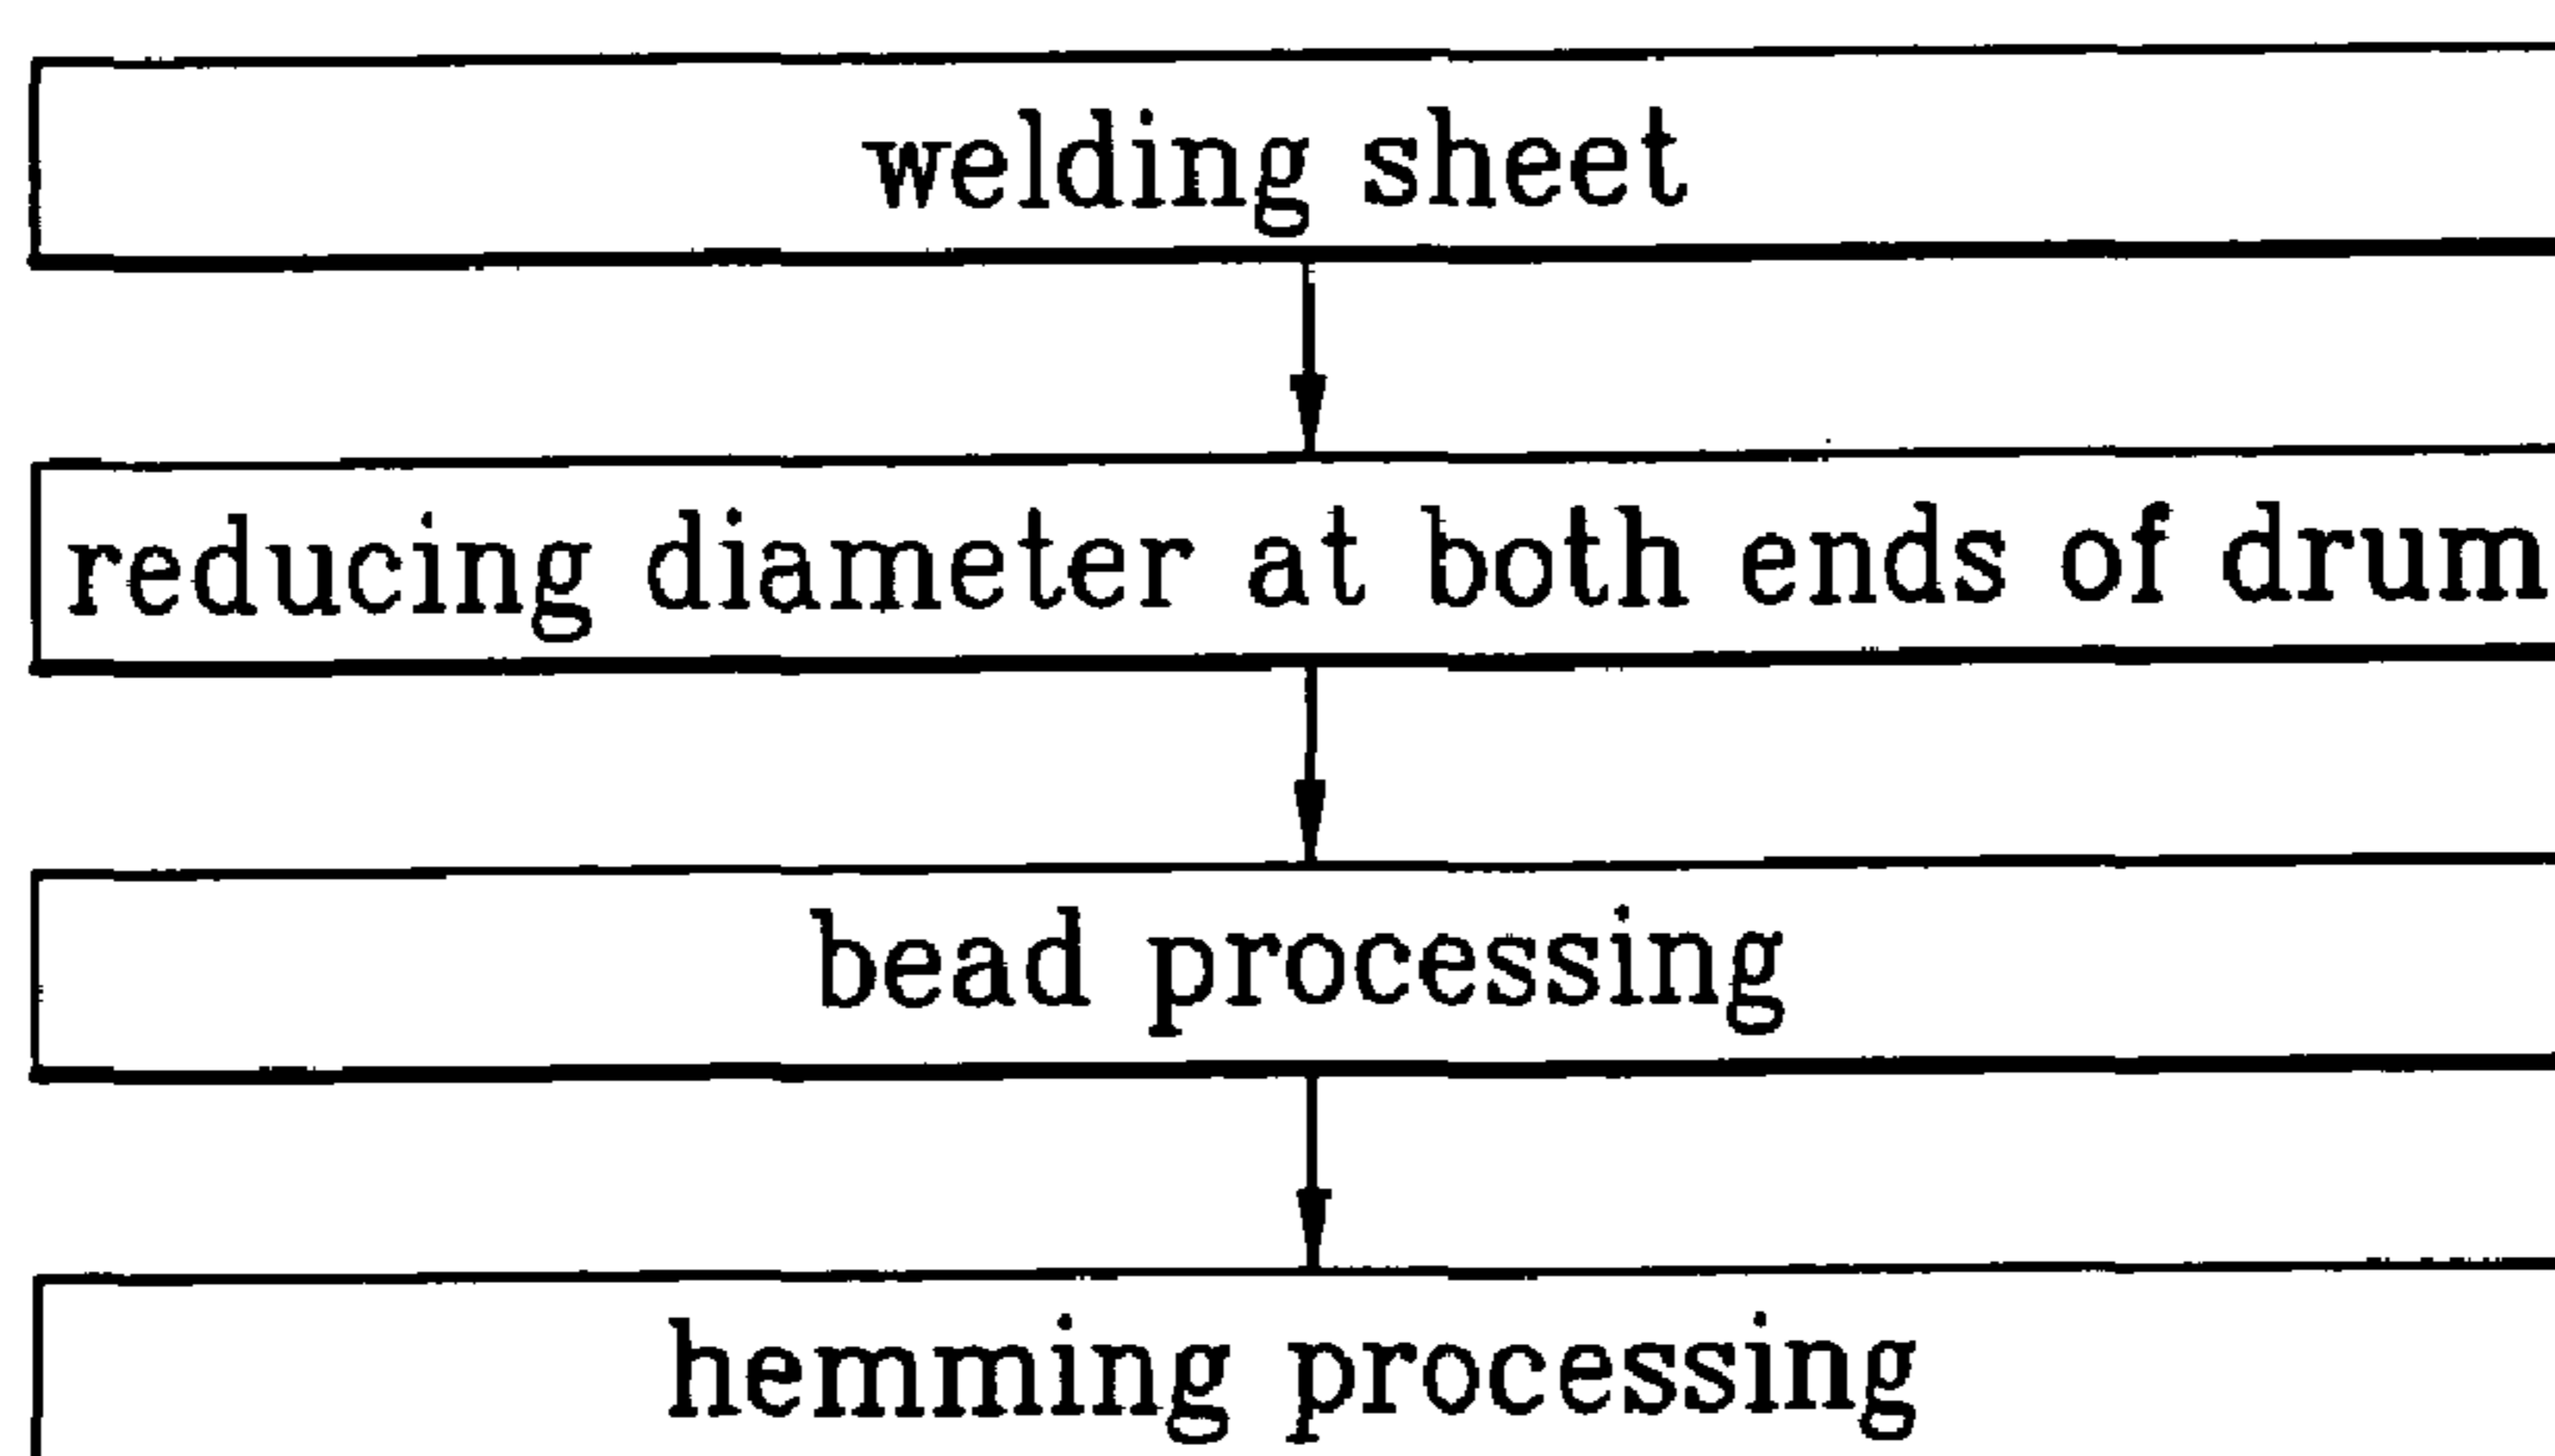 welding sheet
reducing diameter at both ends of drum
bead processing
hemming processing